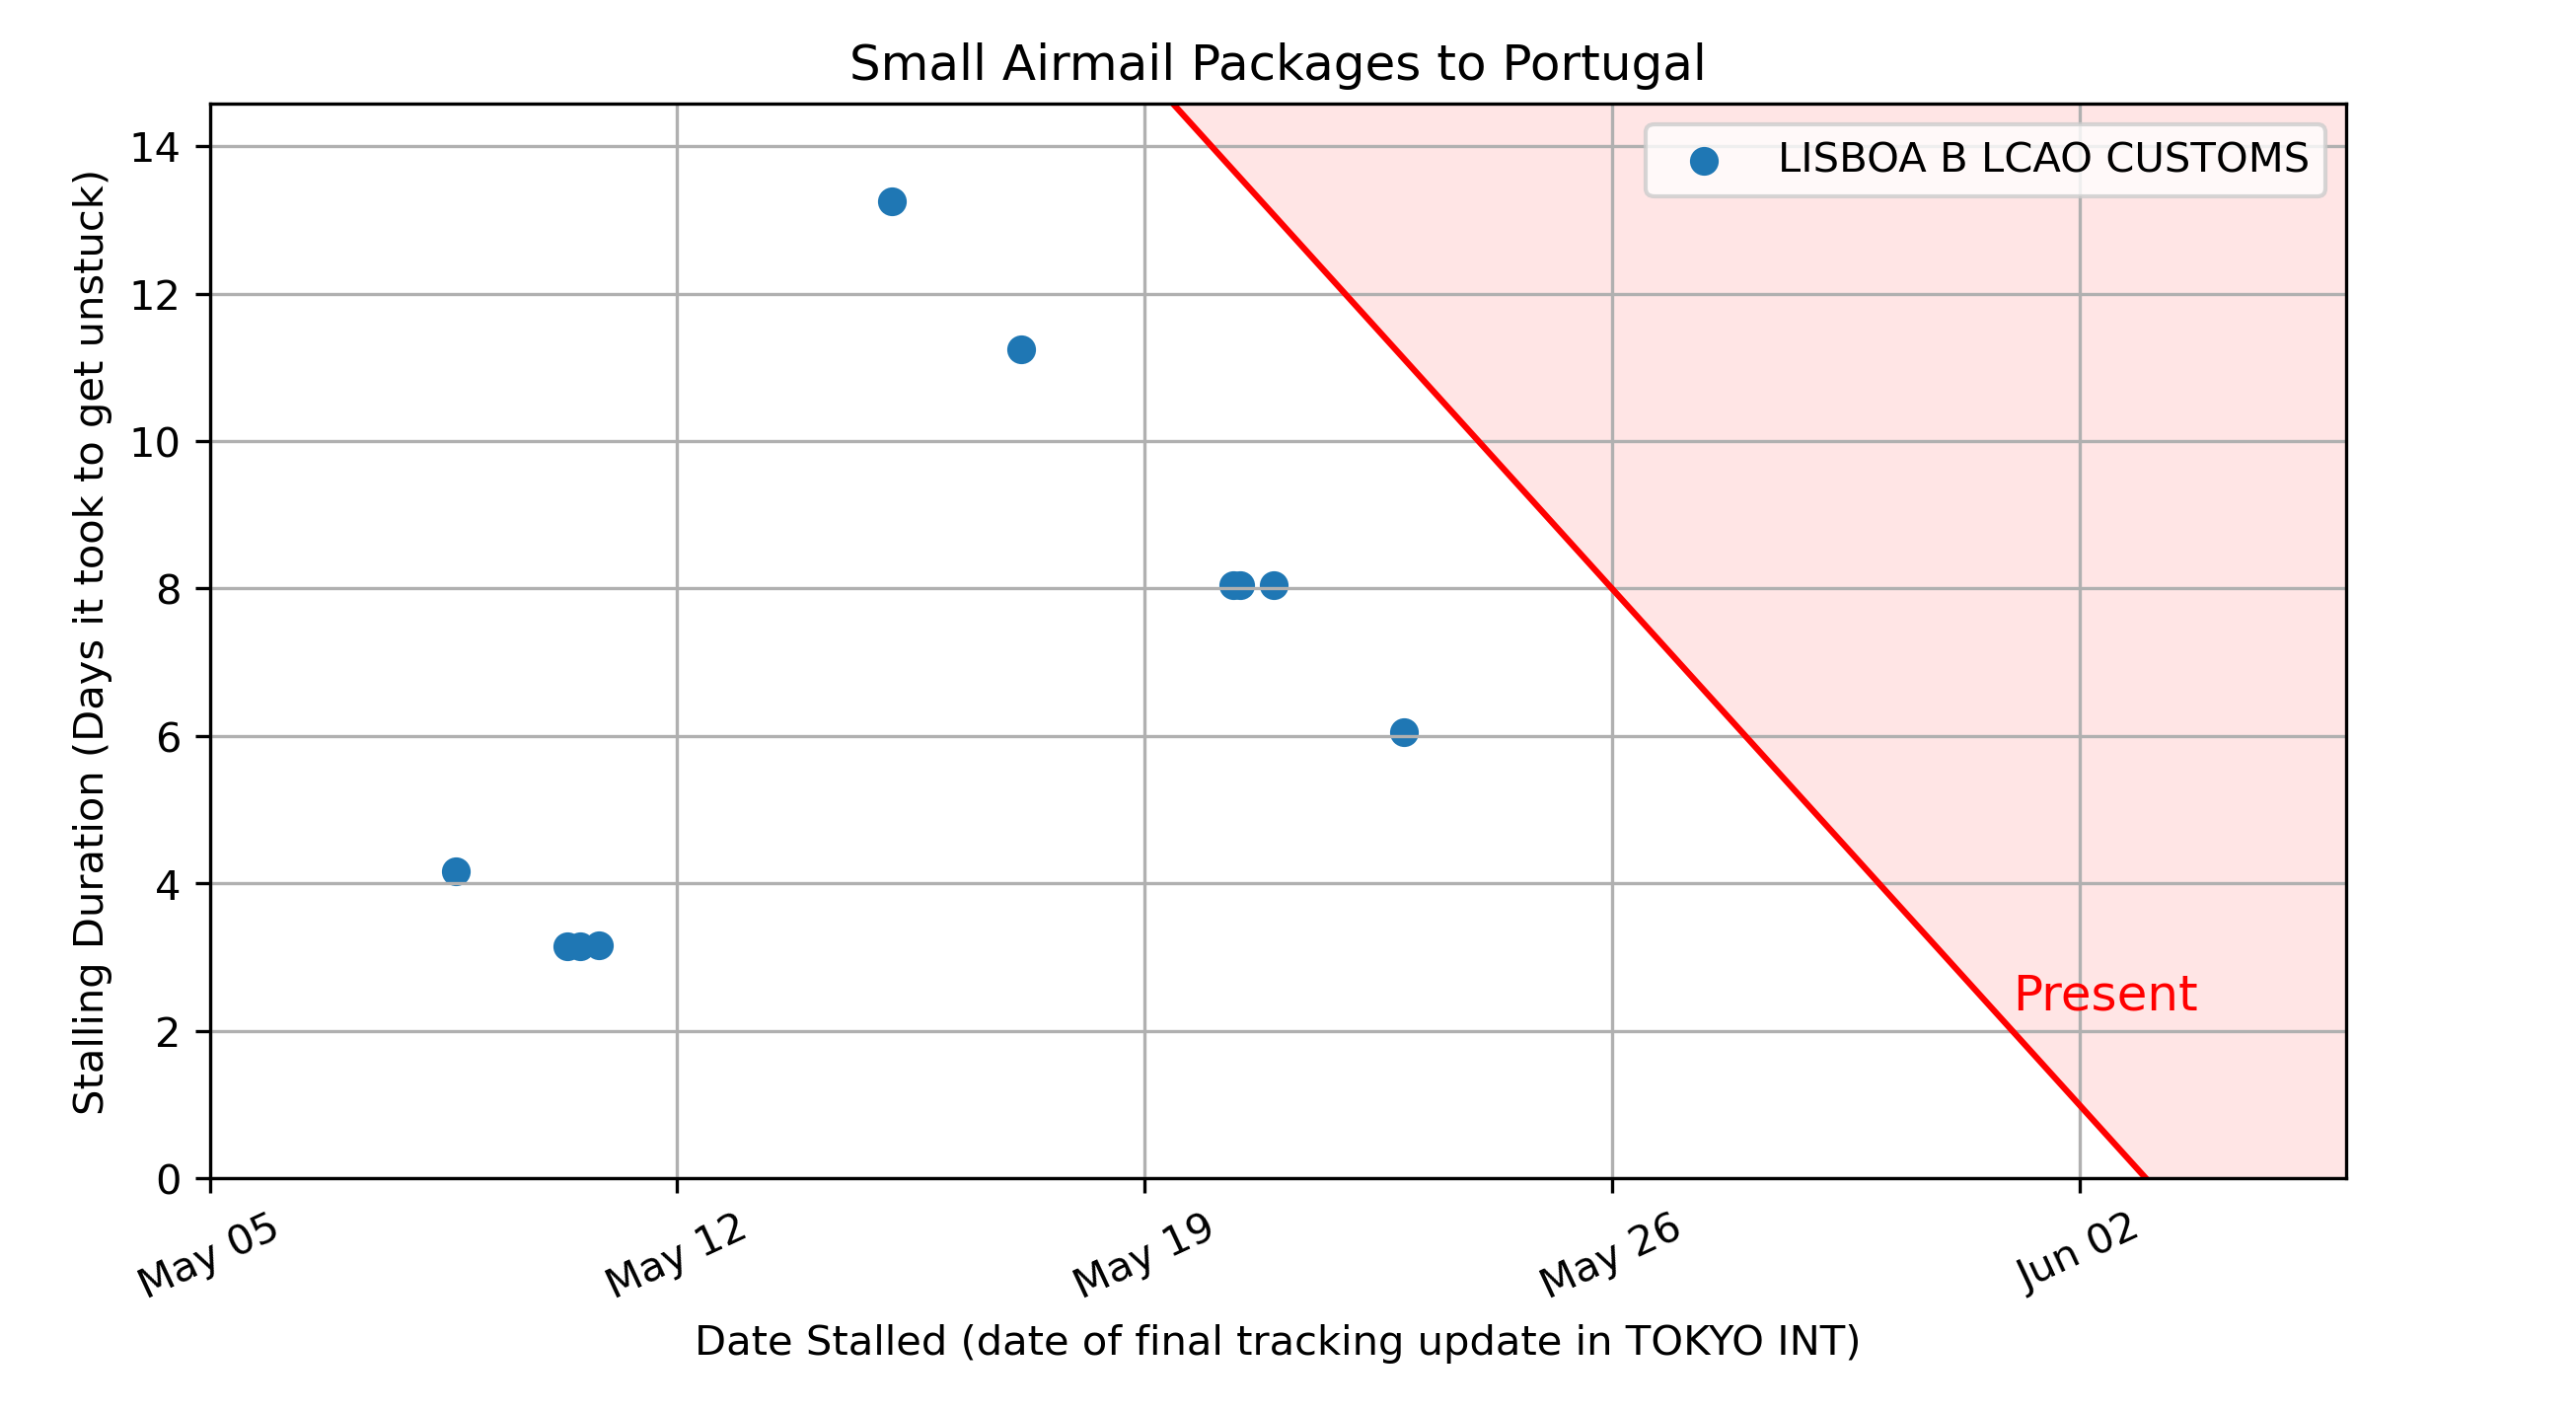 Small Airmail Packages to Portugal
LISBOA B LCAO CUSTOMS
Stalling Duration (Days it took to get unstuck)
14
12
10
8
6
4
2
0
Present
May 05
May 12
May 19
May 26
Jun 02
Date Stalled (date of final tracking update in TOKYO INT)